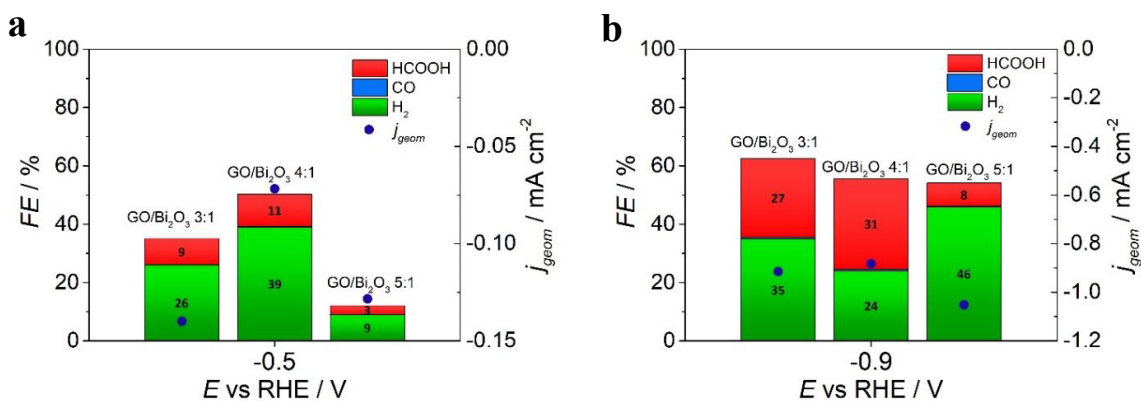 a
100
80
60
40
20
0
FE / %
0.00
-0.05
-0.10
-0.15
j_geom / mA cm⁻²
HCOOH
CO
H₂
j_geom
GO/Bi₂O₃ 3:1
GO/Bi₂O₃ 4:1
GO/Bi₂O₃ 5:1
9
26
11
39
3
9
-0.5
E vs RHE / V
b
100
80
60
40
20
0
FE / %
0.0
-0.2
-0.4
-0.6
-0.8
-1.0
-1.2
j_geom / mA cm⁻²
HCOOH
CO
H₂
j_geom
GO/Bi₂O₃ 3:1
GO/Bi₂O₃ 4:1
GO/Bi₂O₃ 5:1
27
35
31
24
8
46
-0.9
E vs RHE / V